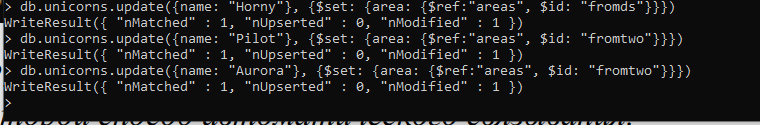 > db.unicorns.update({name: "Horny"}, {$set: {area: {$ref:"areas", $id: "fromds"}}})
WriteResult({ "nMatched" : 1, "nUpserted" : 0, "nModified" : 1 })
> db.unicorns.update({name: "Pilot"}, {$set: {area: {$ref:"areas", $id: "fromtwo"}}})
WriteResult({ "nMatched" : 1, "nUpserted" : 0, "nModified" : 1 })
> db.unicorns.update({name: "Aurora"}, {$set: {area: {$ref:"areas", $id: "fromtwo"}}})
WriteResult({ "nMatched" : 1, "nUpserted" : 0, "nModified" : 1 })
>